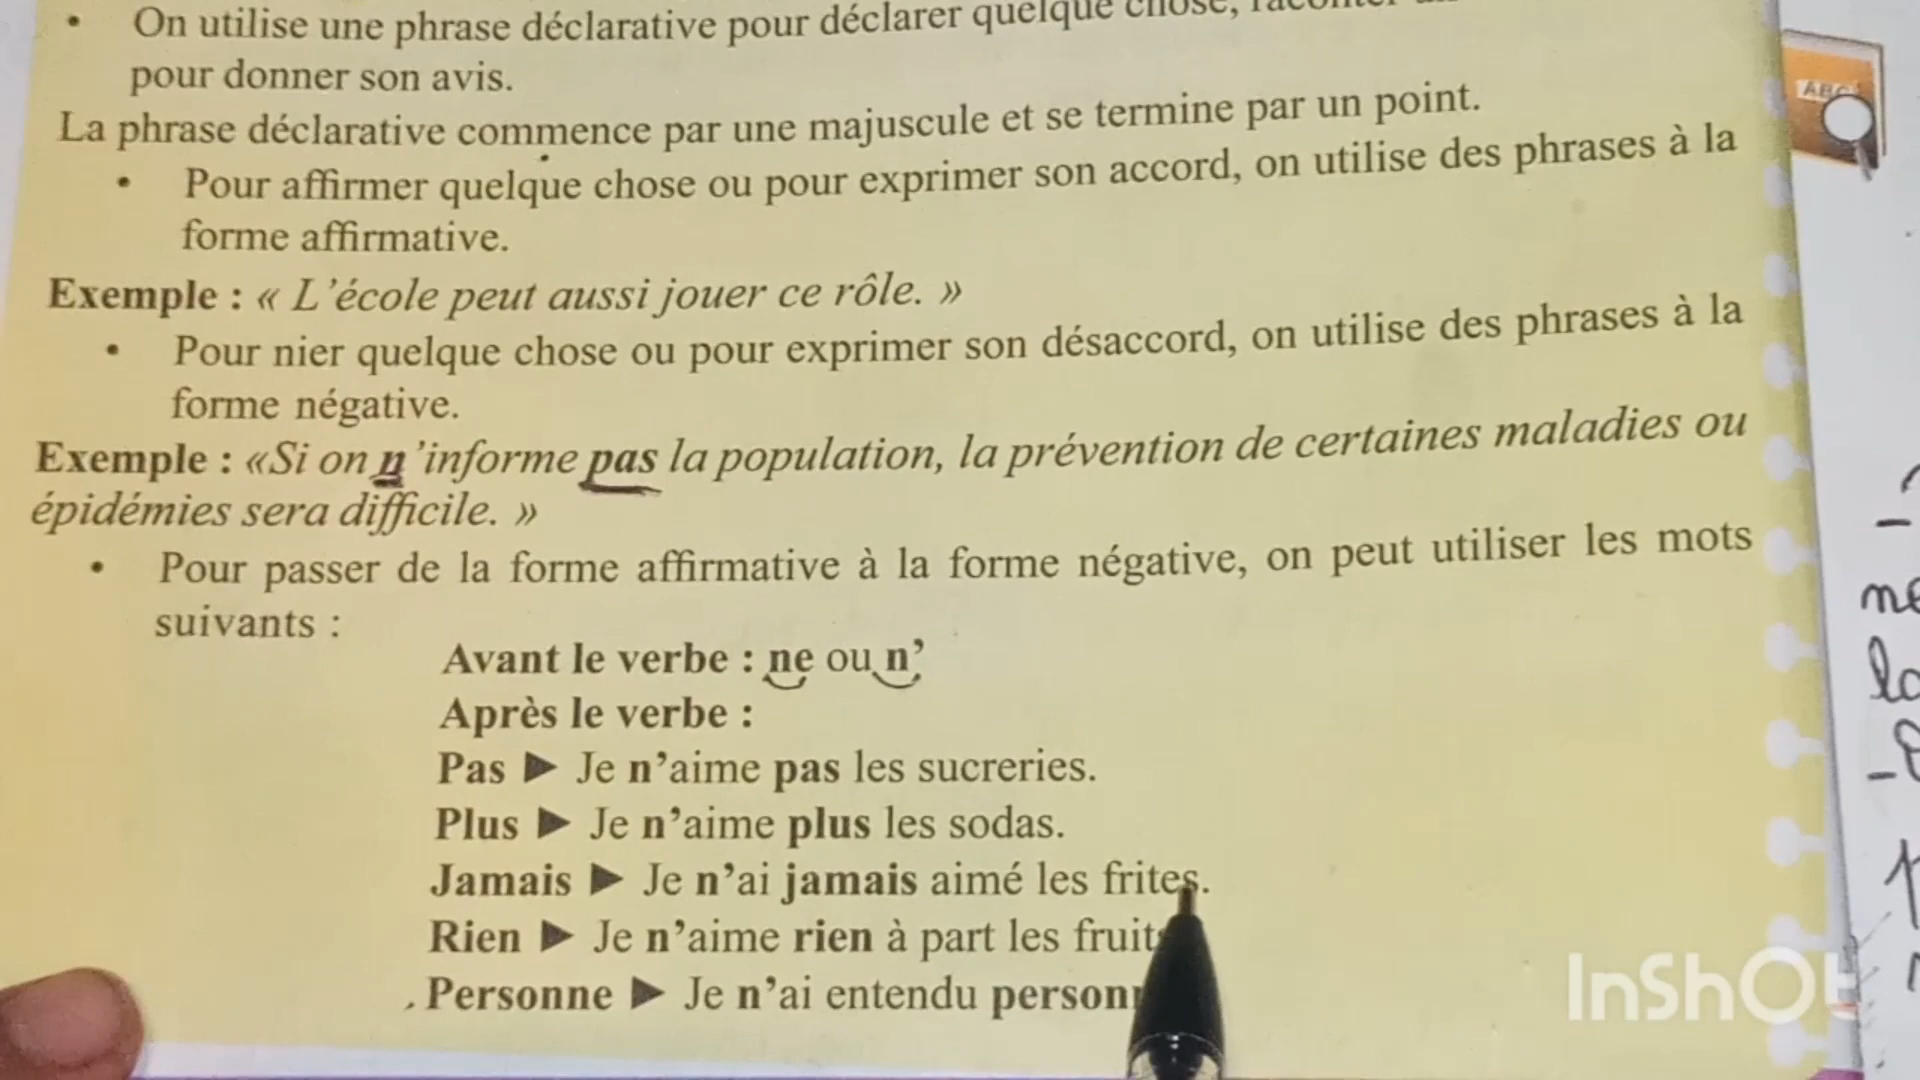 • On utilise une phrase déclarative pour déclarer quelque chose,
pour donner son avis.
La phrase déclarative commence par une majuscule et se termine par un point.
• Pour affirmer quelque chose ou pour exprimer son accord, on utilise des phrases à la
forme affirmative.
Exemple : « L'école peut aussi jouer ce rôle. »
• Pour nier quelque chose ou pour exprimer son désaccord, on utilise des phrases à la
forme négative.
Exemple : «Si on n'informe pas la population, la prévention de certaines maladies ou
épidémies sera difficile. »
• Pour passer de la forme affirmative à la forme négative, on peut utiliser les mots
suivants :
Avant le verbe : ne ou n'
Après le verbe :
Pas ► Je n'aime pas les sucreries.
Plus ► Je n'aime plus les sodas.
Jamais ► Je n'ai jamais aimé les frites.
Rien ► Je n'aime rien à part les fruit
Personne ► Je n'ai entendu person
ABC
InShOt